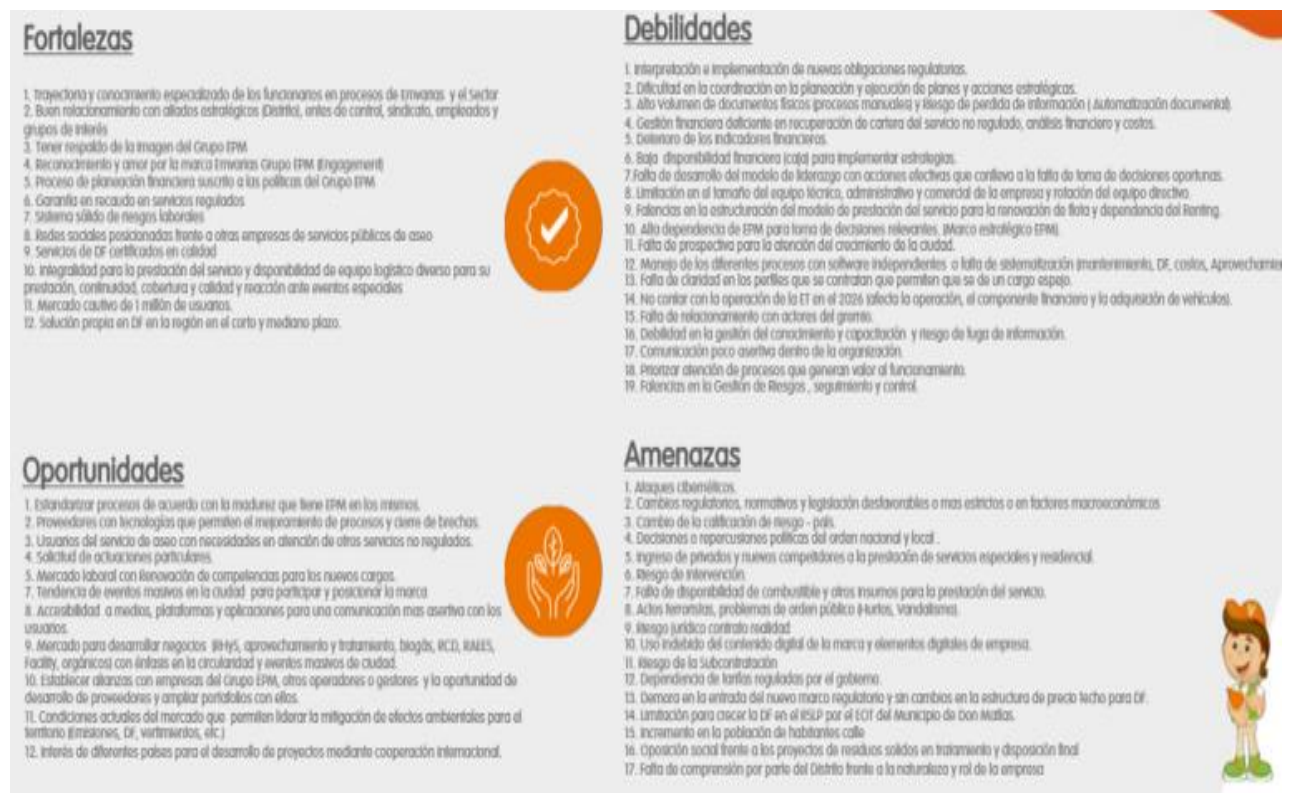 Fortalezas
1. Trayectoria y conocimiento especializado de los funcionarios en procesos de Emvarias y el Sector
2. Buen relacionamiento con aliados estratégicos (Distrito), entes de control, sindicato, empleados y
grupos de interés
3. Tener respaldo de la imagen del Grupo EPM
4. Reconocimiento y amor por la marca Emvarias Grupo EPM (Engagement)
5. Proceso de planeación financiera suscrito a las políticas del Grupo EPM
6. Garantía en recaudo en servicios regulados
7. Sistema sólido de riesgos laborales
8. Redes sociales posicionadas frente a otras empresas de servicios públicos de aseo
9. Servicios de DF certificados en calidad
10. Integralidad para la prestación del servicio y disponibilidad de equipo logístico diverso para su
prestación, continuidad, cobertura y calidad y reacción ante eventos especiales
11. Mercado cautivo de 1 millón de usuarios.
12. Solución propia en DF en la región en el corto y mediano plazo.
Debilidades
1. Interpretación e implementación de nuevas obligaciones regulatorias.
2. Dificultad en la coordinación en la planeación y ejecución de planes y acciones estratégicas.
3. Alto volumen de documentos físicos (procesos manuales) y Riesgo de perdida de información ( Automatización documental).
4. Gestión financiera deficiente en recuperación de cartera del servicio no regulado, análisis financiero y costos.
5. Deterioro de los indicadores financieros.
6. Baja disponibilidad financiera (caja) para implementar estrategias.
7.Falta de desarrollo del modelo de liderazgo con acciones efectivas que conlleva a la falta de toma de decisiones oportunas.
8. Limitación en el tamaño del equipo técnico, administrativo y comercial de la empresa y rotación del equipo directivo.
9. Falencias en la estructuración del modelo de prestación del servicio para la renovación de flota y dependencia del Renting.
10. Alta dependencia de EPM para toma de decisiones relevantes. (Marco estratégico EPM).
11. Falta de prospectiva para la atención del crecimiento de la ciudad.
12. Manejo de los diferentes procesos con software independientes o falta de sistematización (mantenimiento, DF, costos, Aprovechamien
13. Falta de claridad en los perfiles que se contratan que permiten que se de un cargo espejo.
14. No contar con la operación de la ET en el 2026 (afecta la operación, el componente financiero y la adquisición de vehículos).
15. Falta de relacionamiento con actores del gremio.
16. Debilidad en la gestión del conocimiento y capacitación y riesgo de fuga de información.
17. Comunicación poco asertiva dentro de la organización.
18. Priorizar atención de procesos que generan valor al funcionamiento.
19. Falencias en la Gestión de Riesgos , seguimiento y control.
Oportunidades
1. Estandarizar procesos de acuerdo con la madurez que tiene EPM en los mismos.
2. Proveedores con tecnologías que permiten el mejoramiento de procesos y cierre de brechas.
3. Usuarios del servicio de aseo con necesidades en atención de otros servicios no regulados.
4. Solicitud de actuaciones particulares.
5. Mercado laboral con Renovación de competencias para los nuevos cargos.
7. Tendencia de eventos masivos en la ciudad para participar y posicionar la marca
8. Accesibilidad a medios, plataformas y aplicaciones para una comunicación mas asertiva con los
usuarios.
9. Mercado para desarrollar negocios (RHyS, aprovechamiento y tratamiento, biogás, RCD, RAEES,
Facility, orgánicos) con énfasis en la circularidad y eventos masivos de ciudad.
10. Establecer alianzas con empresas del Grupo EPM, otros operadores o gestores y la oportunidad de
desarrollo de proveedores y ampliar portafolios con ellos.
11. Condiciones actuales del mercado que permiten liderar la mitigación de efectos ambientales para el
territorio (Emisiones, DF, vertimientos, etc.)
12. Interés de diferentes países para el desarrollo de proyectos mediante cooperación internacional.
Amenazas
1. Ataques cibernéticos.
2. Cambios regulatorios, normativos y legislación desfavorables o mas estrictos o en factores macroeconómicos
3. Cambio de la calificación de riesgo - país.
4. Decisiones o repercusiones políticas del orden nacional y local .
5. Ingreso de privados y nuevos competidores a la prestación de servicios especiales y residencial.
6. Riesgo de Intervención.
7. Falta de disponibilidad de combustible y otros insumos para la prestación del servicio.
8. Actos terroristas, problemas de orden público (Hurtos, Vandalismo).
9. Riesgo jurídico contrato realidad
10. Uso indebido del contenido digital de la marca y elementos digitales de empresa.
11. Riesgo de la Subcontratación
12. Dependencia de tarifas reguladas por el gobierno.
13. Demora en la entrada del nuevo marco regulatorio y sin cambios en la estructura de precio techo para DF.
14. Limitación para crecer la DF en el RSLP por el EOT del Municipio de Don Matías.
15. Incremento en la población de habitantes calle
16. Oposición social frente a los proyectos de residuos solidos en tratamiento y disposición final
17. Falta de comprensión por parte del Distrito frente a la naturaleza y rol de la empresa